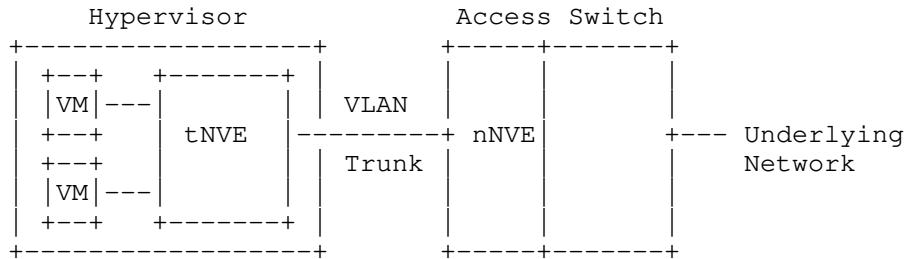 Hypervisor Access Switch
VM VLAN
tNVE nNVE Underlying
Trunk Network
VM